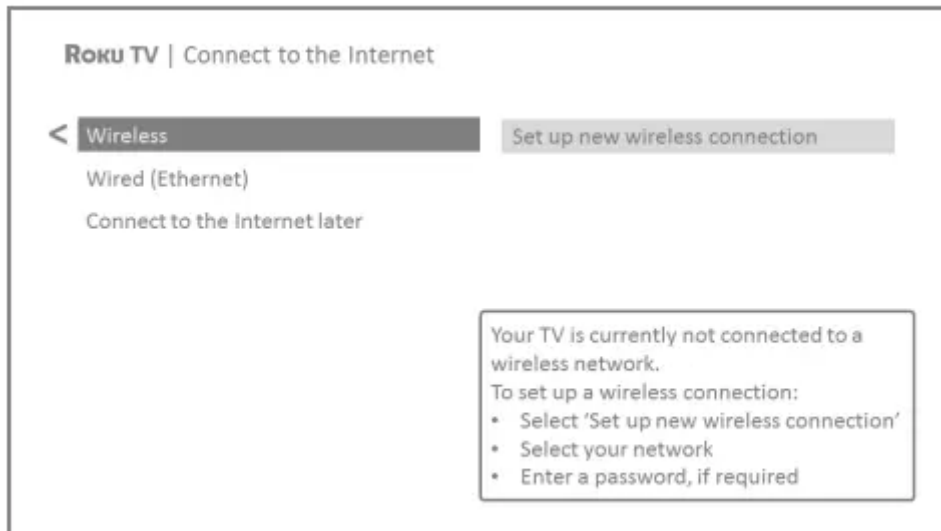 Roku TV | Connect to the Internet
< Wireless
Set up new wireless connection
Wired (Ethernet)
Connect to the Internet later
Your TV is currently not connected to a
wireless network.
To set up a wireless connection:
• Select ‘Set up new wireless connection’
• Select your network
• Enter a password, if required